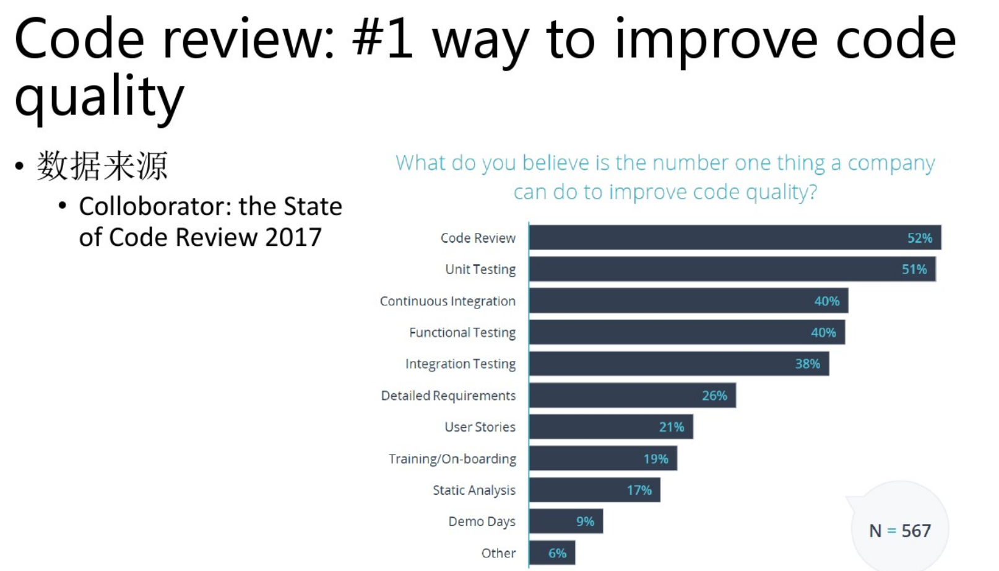 Code review: #1 way to improve code
quality
• 数据来源
• Colloborator: the State
of Code Review 2017
What do you believe is the number one thing a company
can do to improve code quality?
Code Review 52%
Unit Testing 51%
Continuous Integration 40%
Functional Testing 40%
Integration Testing 38%
Detailed Requirements 26%
User Stories 21%
Training/On-boarding 19%
Static Analysis 17%
Demo Days 9%
Other 6%
N = 567